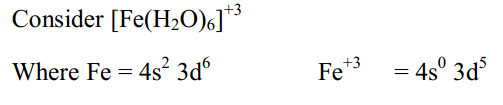 Consider [Fe(H₂O)₆]⁺³
Where Fe = 4s² 3d⁶ Fe⁺³ = 4s⁰ 3d⁵